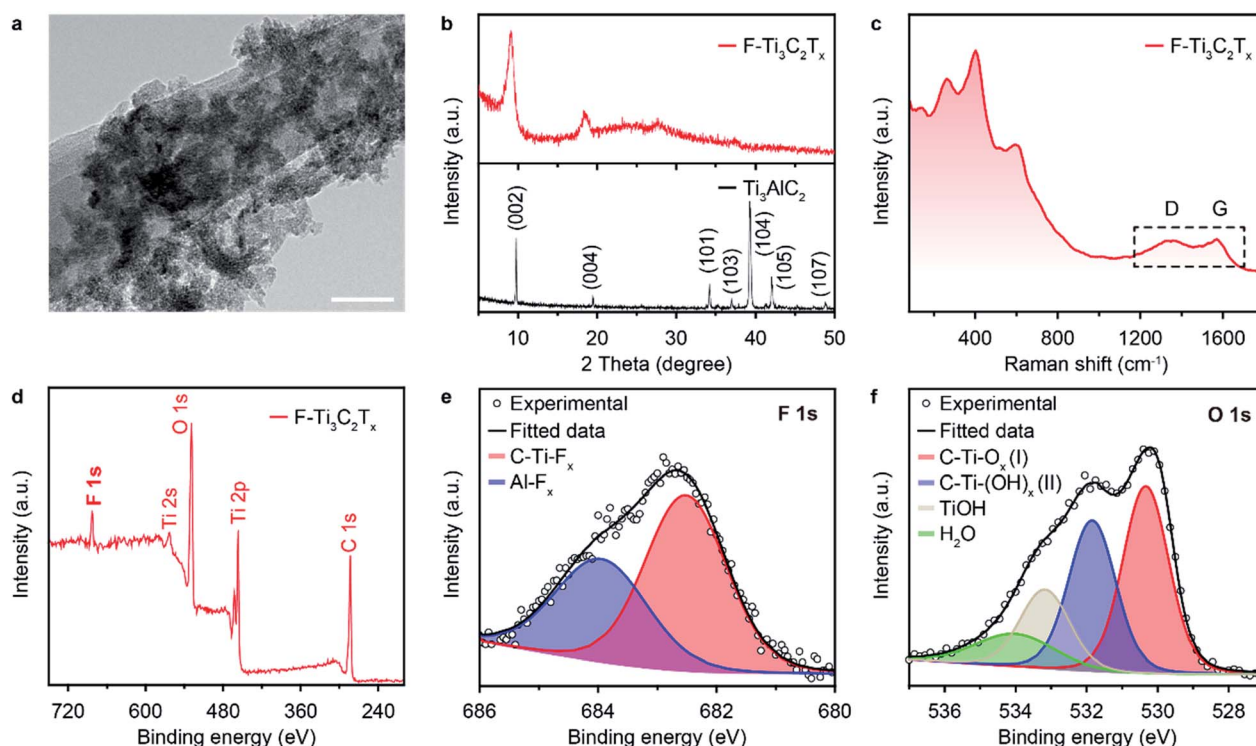 a
b
F-Ti₃C₂Tₓ
Intensity (a.u.)
Ti₃AlC₂
(002)
(004)
(101)
(103)
(104)
(105)
(107)
10 20 30 40 50
2 Theta (degree)
c
F-Ti₃C₂Tₓ
D G
Intensity (a.u.)
400 800 1200 1600
Raman shift (cm⁻¹)
d
F-Ti₃C₂Tₓ
F 1s
Ti 2s
O 1s
Ti 2p
C 1s
Intensity (a.u.)
720 600 480 360 240
Binding energy (eV)
e
Experimental
F 1s
Fitted data
C-Ti-Fₓ
Al-Fₓ
Intensity (a.u.)
686 684 682 680
Binding energy (eV)
f
Experimental
O 1s
Fitted data
C-Ti-Oₓ (I)
C-Ti-(OH)ₓ (II)
TiOH
H₂O
Intensity (a.u.)
536 534 532 530 528
Binding energy (eV)